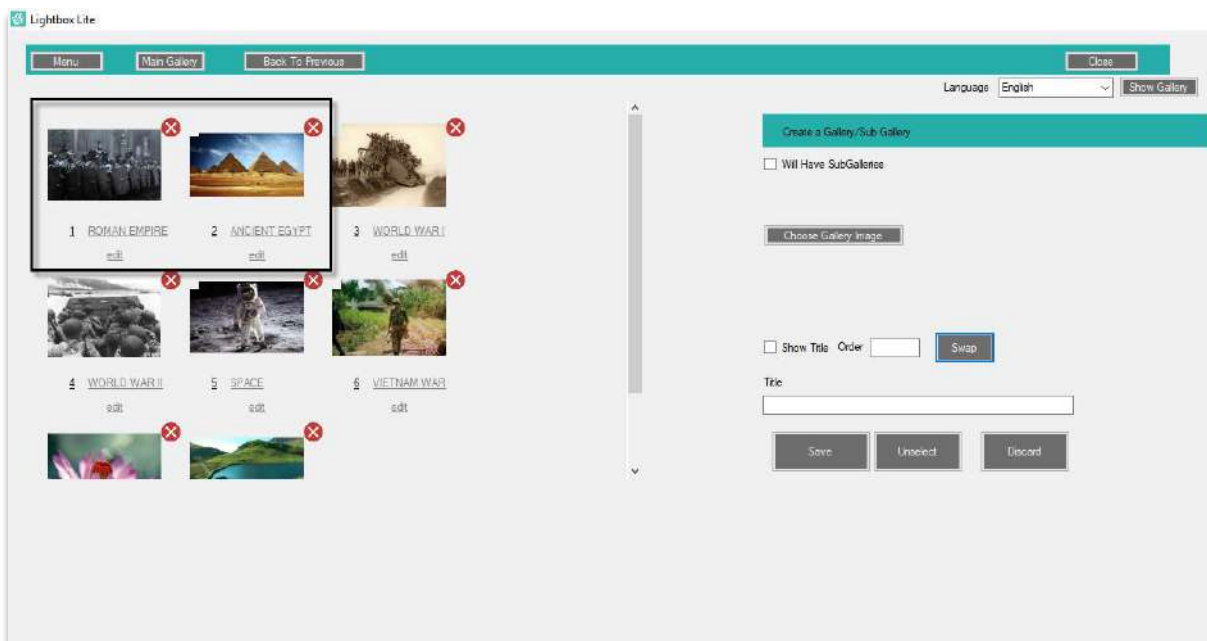 Lightbox Lite
Menu Main Gallery Back To Previous Close
Language English Show Gallery
Create a Gallery/Sub Gallery
Will Have SubGalleries
1 ROMAN EMPIRE 2 ANCIENT EGYPT 3 WORLD WAR I
edit edit
Choose Gallery Image
4 WORLD WAR II 5 SPACE 6 VIETNAM WAR
edit edit edit
Show Title Order Swap
Title
Save Unselect Discard